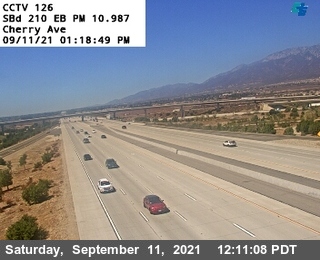 CCTV 126
SBd 210 EB PM 10.987
Cherry Ave
09/11/21 01:18:49 PM
Saturday, September 11, 2021 12:11:08 PDT